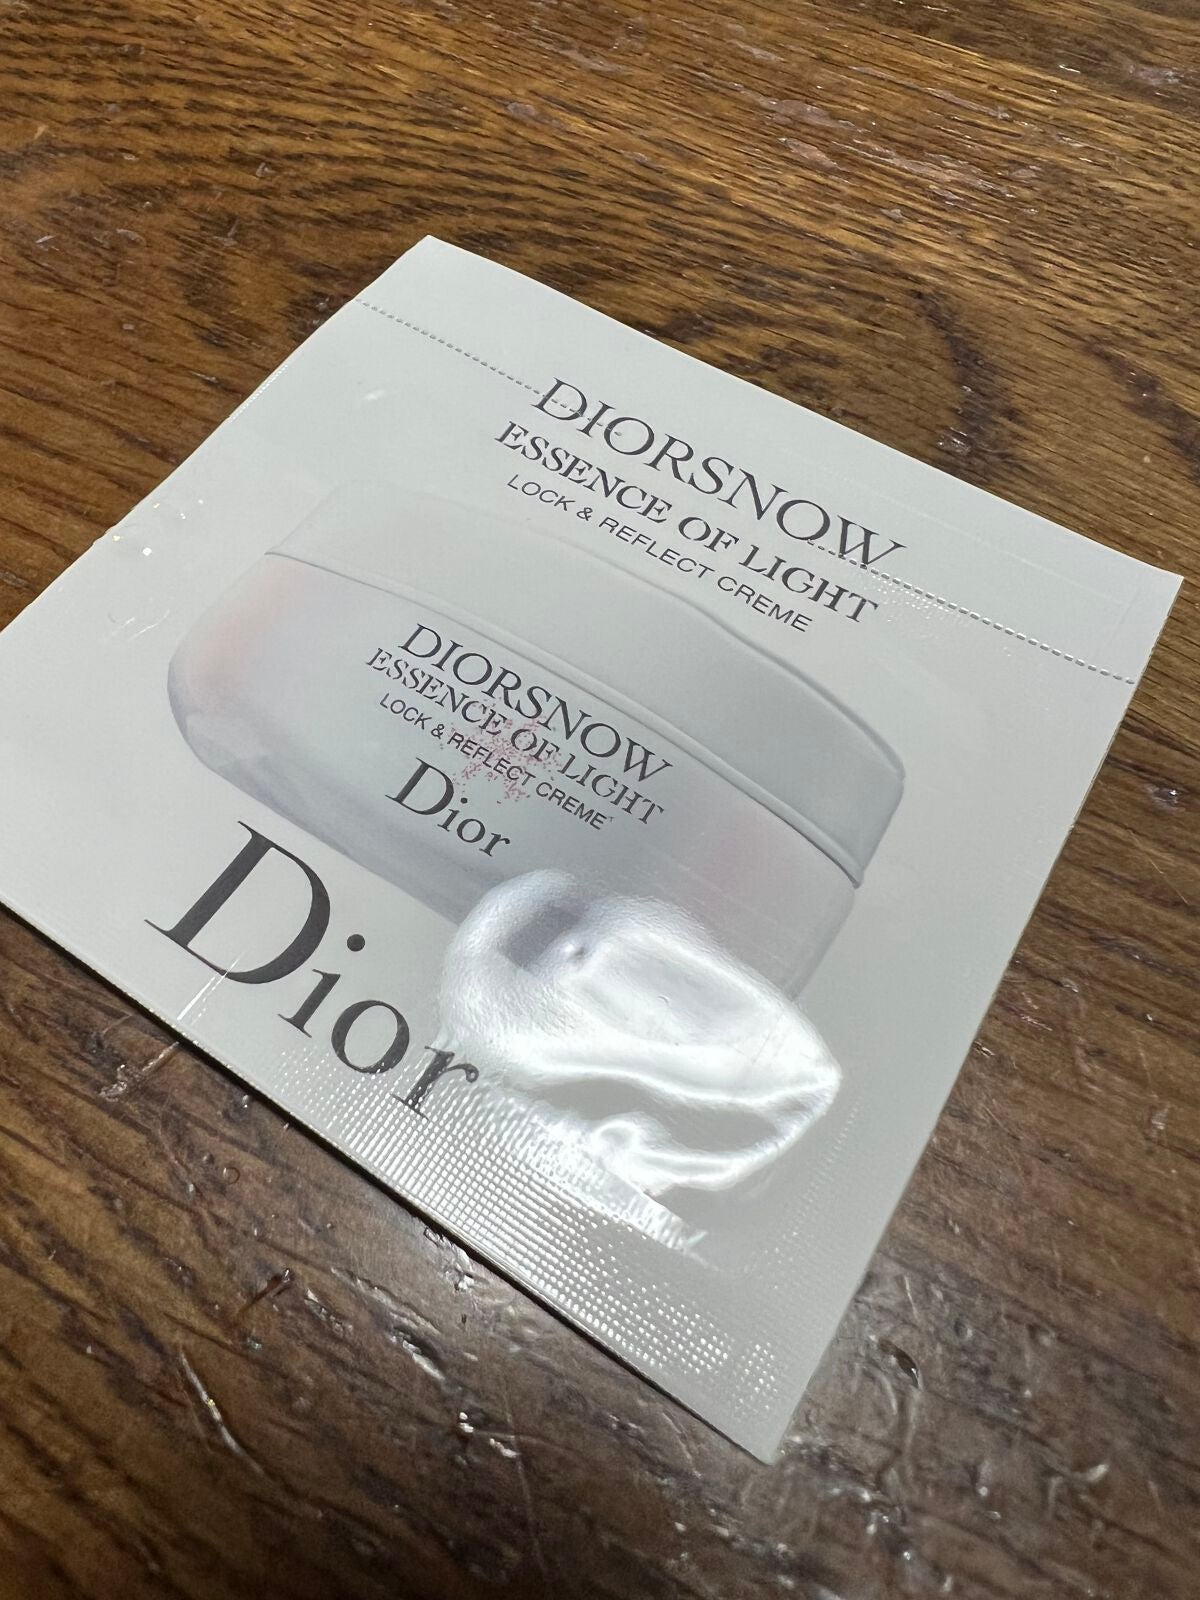 DIORSNOW
ESSENCE OF LIGHT
LOCK & REFLECT CREME
DIORSNOW
ESSENCE OF LIGHT
LOCK & REFLECT CREME
Dior
Dior